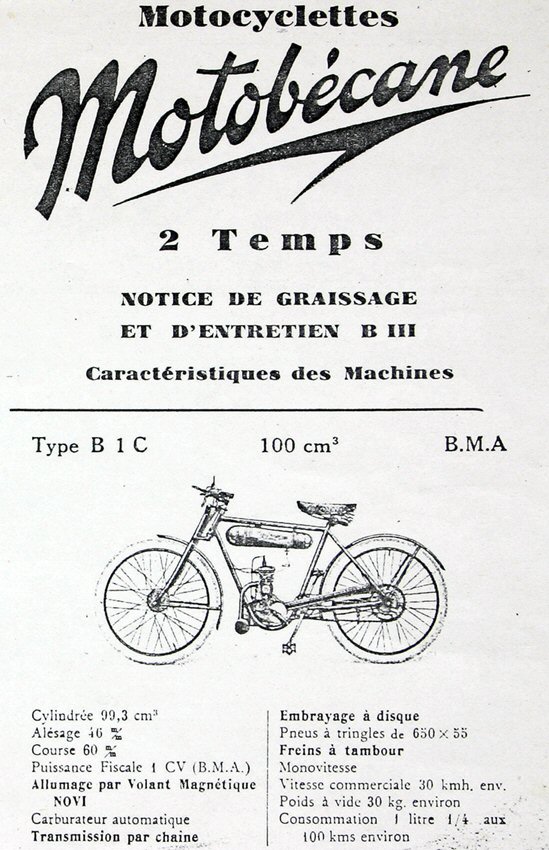 Motocyclettes
Motobécane
2 Temps
NOTICE DE GRAISSAGE
ET D'ENTRETIEN B III
Caractéristiques des Machines
Type B 1 C 100 cm³ B.M.A
Cylindrée 99,3 cm³
Alésage 46 m/m
Course 60 m/m
Puissance Fiscale 1 CV (B.M.A.)
Allumage par Volant Magnétique
NOVI
Carburateur automatique
Transmission par chaine
Embrayage à disque
Pneus à tringles de 650 × 55
Freins à tambour
Monovitesse
Vitesse commerciale 30 kmh. env.
Poids à vide 30 kg. environ
Consommation 1 litre 1/4 aux
100 kms environ